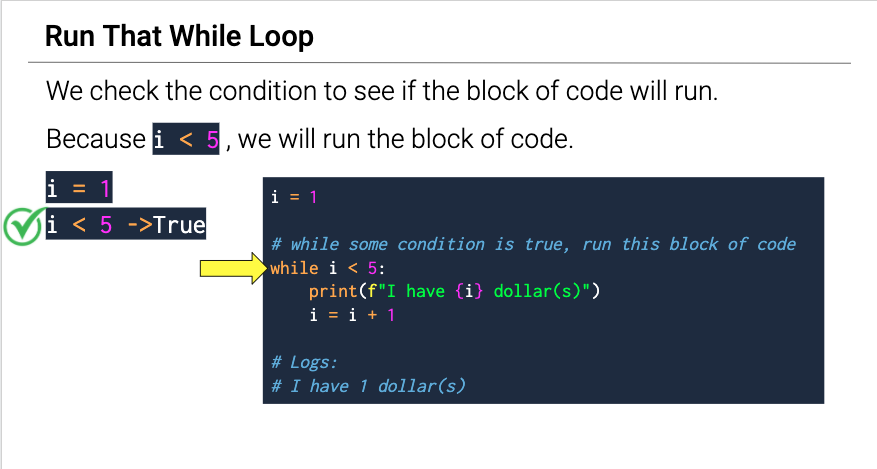 Run That While Loop
We check the condition to see if the block of code will run.
Because i < 5 , we will run the block of code.
i = 1
i < 5 ->True
i = 1
# while some condition is true, run this block of code
while i < 5:
    print(f"I have {i} dollar(s)")
    i = i + 1
# Logs:
# I have 1 dollar(s)